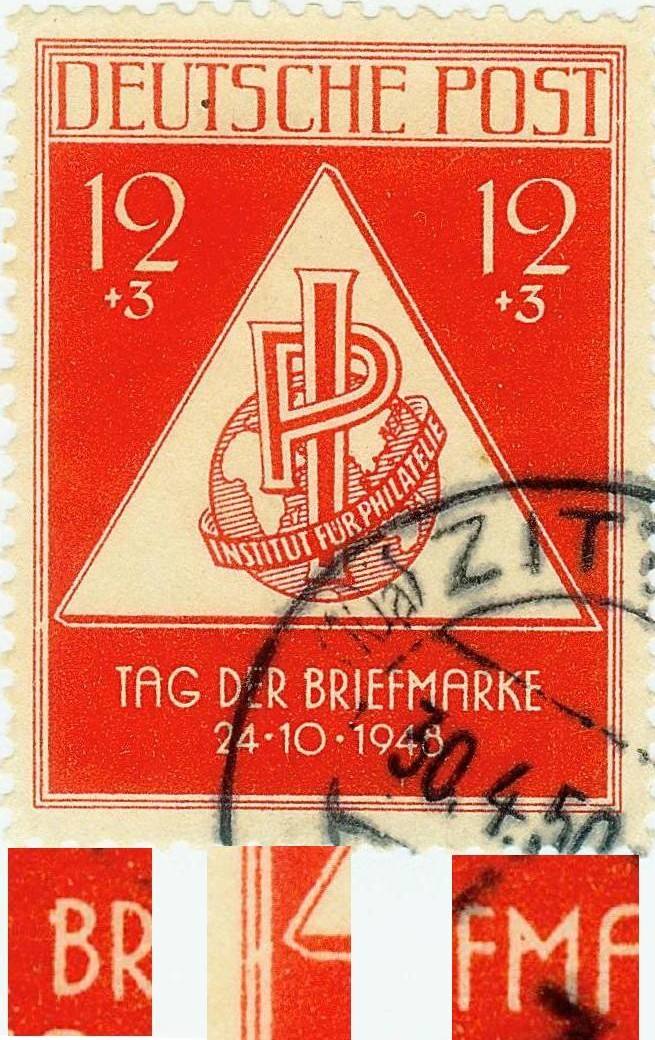 DEUTSCHE POST
12 12
+3 +3
INSTITUT FÜR PHILATELIE
ZIT
TAG DER BRIEFMARKE
24·10·1948
30.4.50
BR
FMA